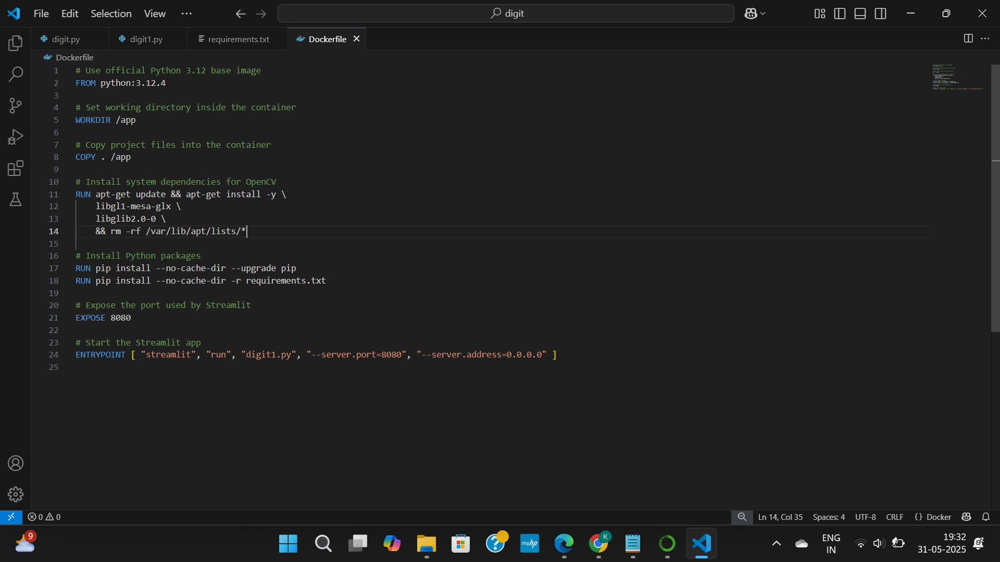 File Edit Selection View ···
digit
digit.py
digit1.py
requirements.txt
Dockerfile
Dockerfile
1 # Use official Python 3.12 base image
2 FROM python:3.12.4
3
4 # Set working directory inside the container
5 WORKDIR /app
6
7 # Copy project files into the container
8 COPY . /app
9
10 # Install system dependencies for OpenCV
11 RUN apt-get update && apt-get install -y \
12 libgl1-mesa-glx \
13 libglib2.0-0 \
14 && rm -rf /var/lib/apt/lists/*
15
16 # Install Python packages
17 RUN pip install --no-cache-dir --upgrade pip
18 RUN pip install --no-cache-dir -r requirements.txt
19
20 # Expose the port used by Streamlit
21 EXPOSE 8080
22
23 # Start the Streamlit app
24 ENTRYPOINT [ "streamlit", "run", "digit1.py", "--server.port=8080", "--server.address=0.0.0.0" ]
25
0 0
Ln 14, Col 35 Spaces: 4 UTF-8 CRLF {} Docker
9
myhp
K
ENG
IN
19:32
31-05-2025